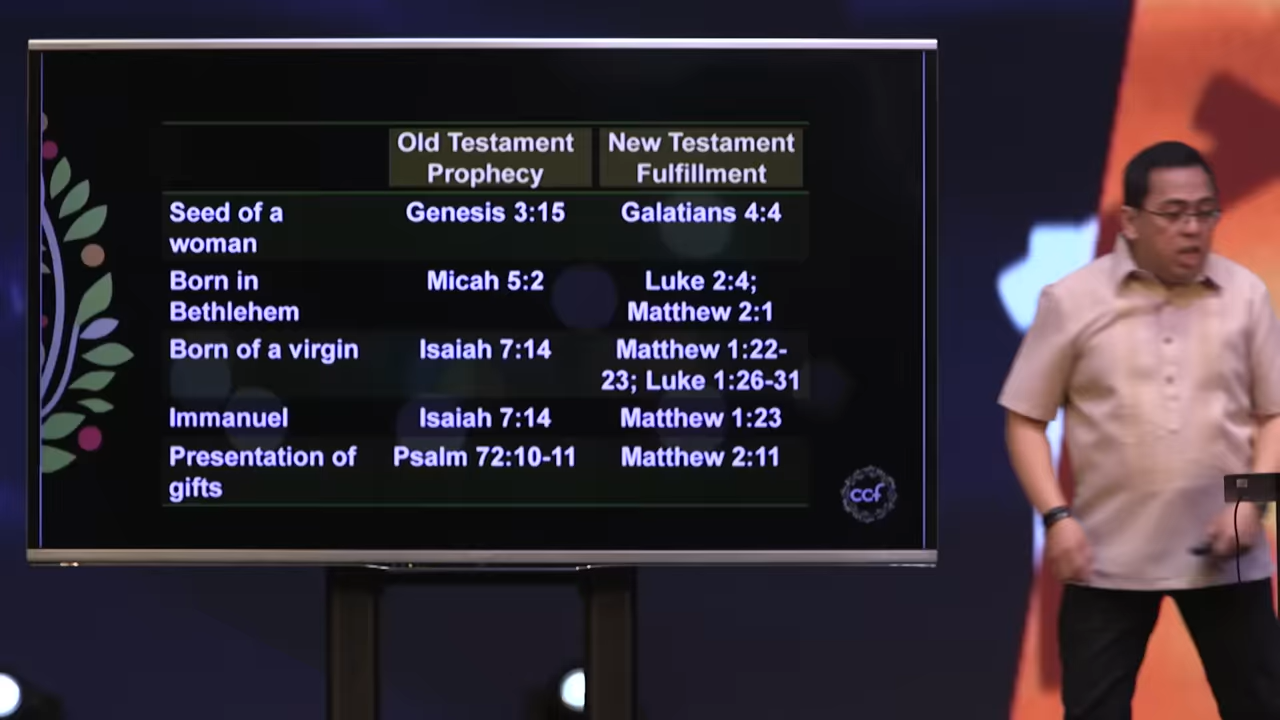 Old Testament New Testament
Prophecy Fulfillment
Seed of a Genesis 3:15 Galatians 4:4
woman
Born in Micah 5:2 Luke 2:4;
Bethlehem Matthew 2:1
Born of a virgin Isaiah 7:14 Matthew 1:22-
23; Luke 1:26-31
Immanuel Isaiah 7:14 Matthew 1:23
Presentation of Psalm 72:10-11 Matthew 2:11
gifts
ccf